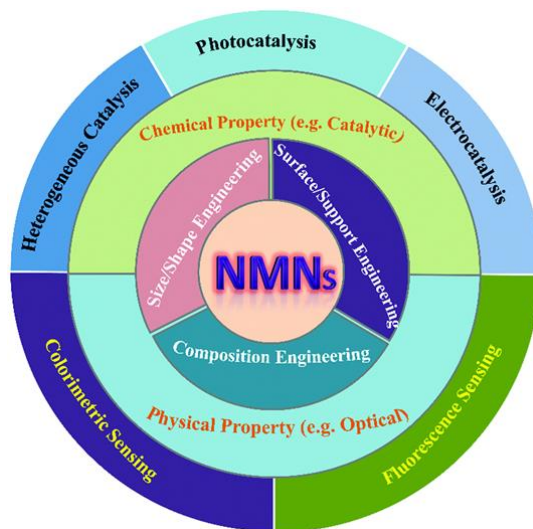 Photocatalysis
Heterogeneous Catalysis
Electrocatalysis
Chemical Property (e.g. Catalytic)
Size/Shape Engineering
Surface/Support Engineering
NMNs
Composition Engineering
Physical Property (e.g. Optical)
Colorimetric Sensing
Fluorescence Sensing